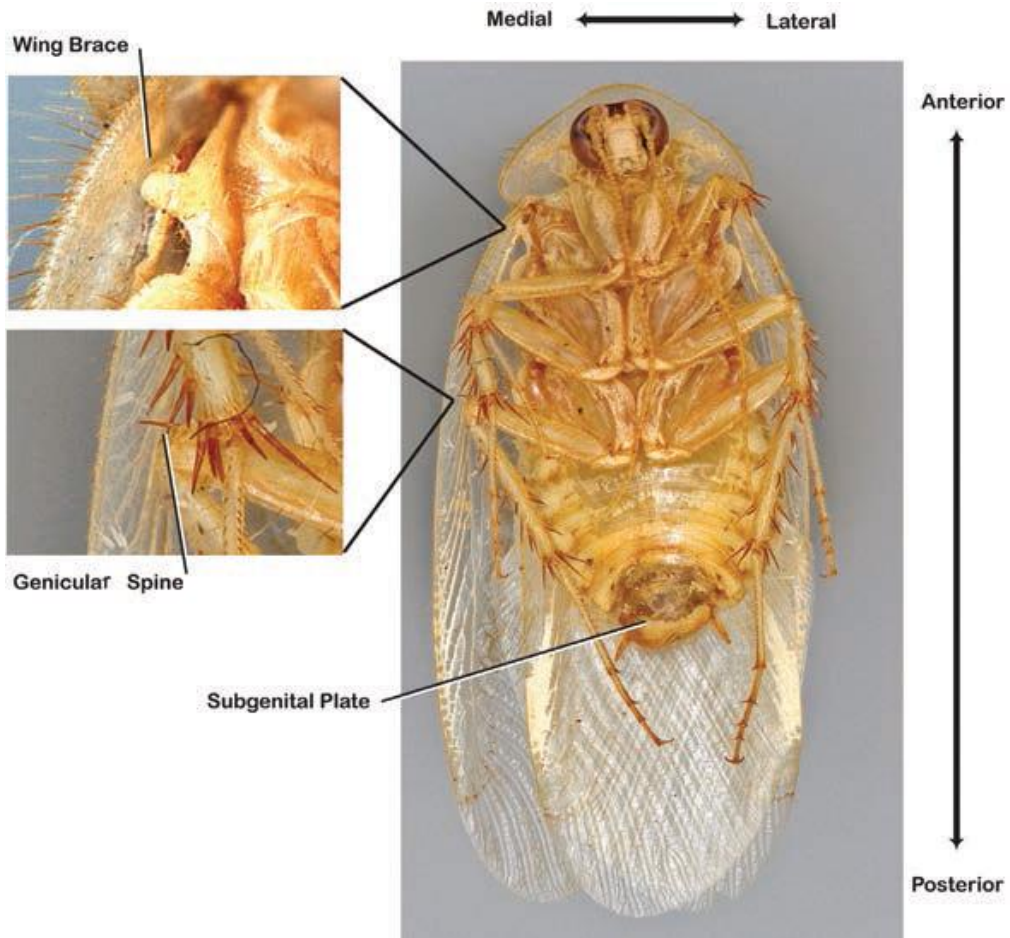 Medial Lateral
Wing Brace
Anterior
Genicular Spine
Subgenital Plate
Posterior